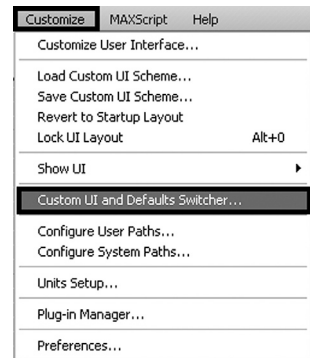 Customize MAXScript Help
Customize User Interface...
Load Custom UI Scheme...
Save Custom UI Scheme...
Revert to Startup Layout
Lock UI Layout Alt+0
Show UI
Custom UI and Defaults Switcher...
Configure User Paths...
Configure System Paths...
Units Setup...
Plug-in Manager...
Preferences...